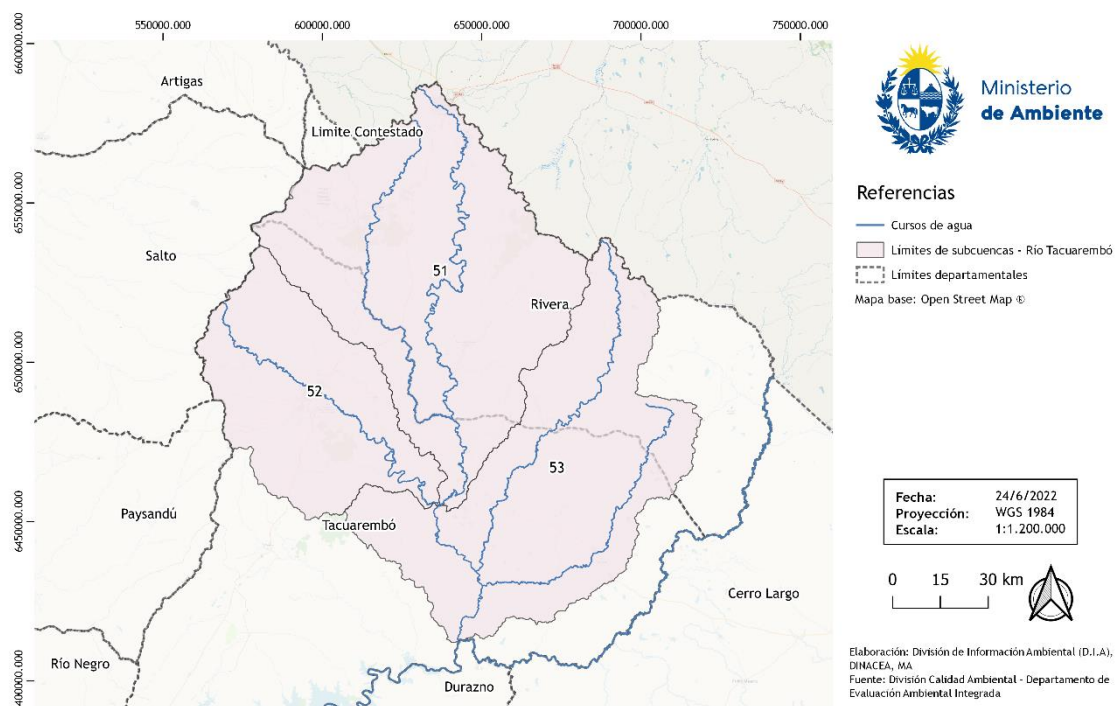 550000.000
600000.000
650000.000
700000.000
750000.000
6600000.000
6550000.000
6500000.000
6450000.000
6400000.000
Artigas
Límite Contestado
Salto
51
Rivera
52
53
Paysandú
Tacuarembó
Cerro Largo
Río Negro
Durazno
Ministerio
de Ambiente
Referencias
Cursos de agua
Límites de subcuencas - Río Tacuarembó
Límites departamentales
Mapa base: Open Street Map ©
Fecha: 24/6/2022
Proyección: WGS 1984
Escala: 1:1.200.000
0 15 30 km
Elaboración: División de Información Ambiental (D.I.A),
DINACEA, MA
Fuente: División Calidad Ambiental - Departamento de
Evaluación Ambiental Integrada